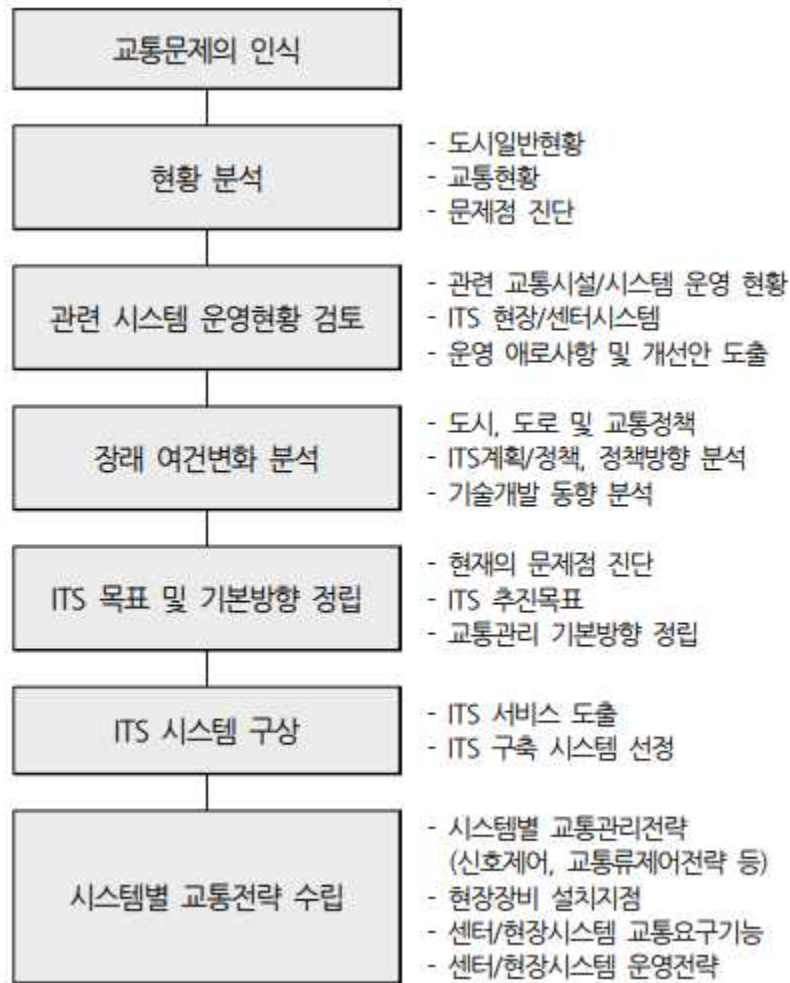 교통문제의 인식
현황 분석
- 도시일반현황
- 교통현황
- 문제점 진단
관련 시스템 운영현황 검토
- 관련 교통시설/시스템 운영 현황
- ITS 현장/센터시스템
- 운영 애로사항 및 개선안 도출
장래 여건변화 분석
- 도시, 도로 및 교통정책
- ITS계획/정책, 정책방향 분석
- 기술개발 동향 분석
ITS 목표 및 기본방향 정립
- 현재의 문제점 진단
- ITS 추진목표
- 교통관리 기본방향 정립
ITS 시스템 구상
- ITS 서비스 도출
- ITS 구축 시스템 선정
시스템별 교통전략 수립
- 시스템별 교통관리전략
(신호제어, 교통류제어전략 등)
- 현장장비 설치지점
- 센터/현장시스템 교통요구기능
- 센터/현장시스템 운영전략